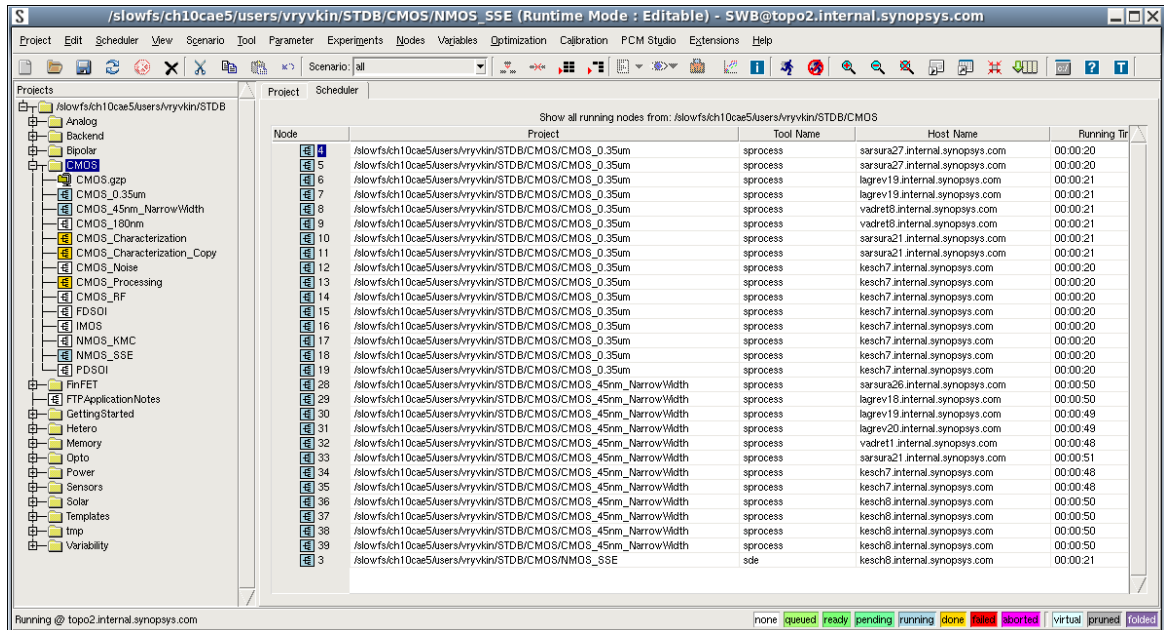 S /slowfs/ch10cae5/users/vryvkin/STDB/CMOS/NMOS_SSE (Runtime Mode : Editable) - SWB@topo2.internal.synopsys.com
Project Edit Scheduler View Scenario Tool Parameter Experiments Nodes Variables Optimization Calibration PCM Studio Extensions Help
Scenario: all
Projects
/slowfs/ch10cae5/users/vryvkin/STDB
Analog
Backend
Bipolar
CMOS
CMOS.gzp
CMOS_0.35um
CMOS_45nm_NarrowWidth
CMOS_180nm
CMOS_Characterization
CMOS_Characterization_Copy
CMOS_Noise
CMOS_Processing
CMOS_RF
FDSOI
IMOS
NMOS_KMC
NMOS_SSE
PDSOI
FinFET
FTPApplicationNotes
GettingStarted
Hetero
Memory
Opto
Power
Sensors
Solar
Templates
tmp
Variability
Project Scheduler
Show all running nodes from: /slowfs/ch10cae5/users/vryvkin/STDB/CMOS
Node Project Tool Name Host Name Running Tir
4 /slowfs/ch10cae5/users/vryvkin/STDB/CMOS/CMOS_0.35um sprocess sarsura27.internal.synopsys.com 00:00:20
5 /slowfs/ch10cae5/users/vryvkin/STDB/CMOS/CMOS_0.35um sprocess sarsura27.internal.synopsys.com 00:00:20
6 /slowfs/ch10cae5/users/vryvkin/STDB/CMOS/CMOS_0.35um sprocess lagrev19.internal.synopsys.com 00:00:21
7 /slowfs/ch10cae5/users/vryvkin/STDB/CMOS/CMOS_0.35um sprocess lagrev19.internal.synopsys.com 00:00:21
8 /slowfs/ch10cae5/users/vryvkin/STDB/CMOS/CMOS_0.35um sprocess vadret8.internal.synopsys.com 00:00:21
9 /slowfs/ch10cae5/users/vryvkin/STDB/CMOS/CMOS_0.35um sprocess vadret8.internal.synopsys.com 00:00:21
10 /slowfs/ch10cae5/users/vryvkin/STDB/CMOS/CMOS_0.35um sprocess sarsura21.internal.synopsys.com 00:00:21
11 /slowfs/ch10cae5/users/vryvkin/STDB/CMOS/CMOS_0.35um sprocess sarsura21.internal.synopsys.com 00:00:21
12 /slowfs/ch10cae5/users/vryvkin/STDB/CMOS/CMOS_0.35um sprocess kesch7.internal.synopsys.com 00:00:20
13 /slowfs/ch10cae5/users/vryvkin/STDB/CMOS/CMOS_0.35um sprocess kesch7.internal.synopsys.com 00:00:20
14 /slowfs/ch10cae5/users/vryvkin/STDB/CMOS/CMOS_0.35um sprocess kesch7.internal.synopsys.com 00:00:20
15 /slowfs/ch10cae5/users/vryvkin/STDB/CMOS/CMOS_0.35um sprocess kesch7.internal.synopsys.com 00:00:20
16 /slowfs/ch10cae5/users/vryvkin/STDB/CMOS/CMOS_0.35um sprocess kesch7.internal.synopsys.com 00:00:20
17 /slowfs/ch10cae5/users/vryvkin/STDB/CMOS/CMOS_0.35um sprocess kesch7.internal.synopsys.com 00:00:20
18 /slowfs/ch10cae5/users/vryvkin/STDB/CMOS/CMOS_0.35um sprocess kesch7.internal.synopsys.com 00:00:20
19 /slowfs/ch10cae5/users/vryvkin/STDB/CMOS/CMOS_0.35um sprocess kesch7.internal.synopsys.com 00:00:20
28 /slowfs/ch10cae5/users/vryvkin/STDB/CMOS/CMOS_45nm_NarrowWidth sprocess sarsura26.internal.synopsys.com 00:00:50
29 /slowfs/ch10cae5/users/vryvkin/STDB/CMOS/CMOS_45nm_NarrowWidth sprocess lagrev18.internal.synopsys.com 00:00:50
30 /slowfs/ch10cae5/users/vryvkin/STDB/CMOS/CMOS_45nm_NarrowWidth sprocess lagrev19.internal.synopsys.com 00:00:49
31 /slowfs/ch10cae5/users/vryvkin/STDB/CMOS/CMOS_45nm_NarrowWidth sprocess lagrev20.internal.synopsys.com 00:00:49
32 /slowfs/ch10cae5/users/vryvkin/STDB/CMOS/CMOS_45nm_NarrowWidth sprocess vadret1.internal.synopsys.com 00:00:48
33 /slowfs/ch10cae5/users/vryvkin/STDB/CMOS/CMOS_45nm_NarrowWidth sprocess sarsura21.internal.synopsys.com 00:00:51
34 /slowfs/ch10cae5/users/vryvkin/STDB/CMOS/CMOS_45nm_NarrowWidth sprocess kesch7.internal.synopsys.com 00:00:48
35 /slowfs/ch10cae5/users/vryvkin/STDB/CMOS/CMOS_45nm_NarrowWidth sprocess kesch7.internal.synopsys.com 00:00:48
36 /slowfs/ch10cae5/users/vryvkin/STDB/CMOS/CMOS_45nm_NarrowWidth sprocess kesch8.internal.synopsys.com 00:00:50
37 /slowfs/ch10cae5/users/vryvkin/STDB/CMOS/CMOS_45nm_NarrowWidth sprocess kesch8.internal.synopsys.com 00:00:50
38 /slowfs/ch10cae5/users/vryvkin/STDB/CMOS/CMOS_45nm_NarrowWidth sprocess kesch8.internal.synopsys.com 00:00:50
39 /slowfs/ch10cae5/users/vryvkin/STDB/CMOS/CMOS_45nm_NarrowWidth sprocess kesch8.internal.synopsys.com 00:00:50
3 /slowfs/ch10cae5/users/vryvkin/STDB/CMOS/NMOS_SSE sde kesch8.internal.synopsys.com 00:00:21
Running @ topo2.internal.synopsys.com
none queued ready pending running done failed aborted virtual pruned folded